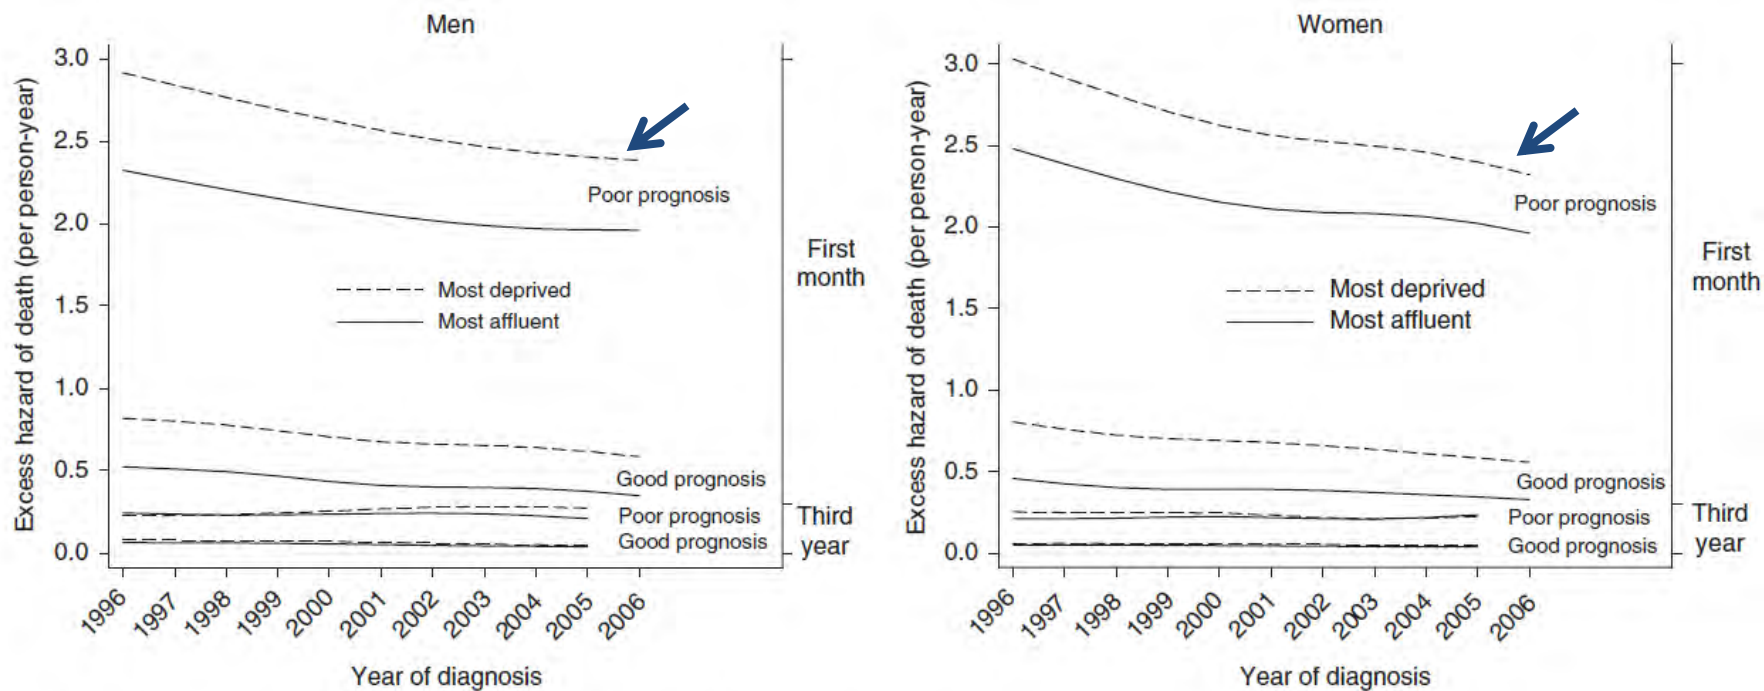 Men
Excess hazard of death (per person-year)
3.0
2.5
2.0
1.5
1.0
0.5
0.0
Poor prognosis
Most deprived
Most affluent
Good prognosis
Poor prognosis
Good prognosis
First
month
Third
year
1996
1997
1998
1999
2000
2001
2002
2003
2004
2005
2006
Year of diagnosis
Women
Excess hazard of death (per person-year)
3.0
2.5
2.0
1.5
1.0
0.5
0.0
Poor prognosis
Most deprived
Most affluent
Good prognosis
Poor prognosis
Good prognosis
First
month
Third
year
1996
1997
1998
1999
2000
2001
2002
2003
2004
2005
2006
Year of diagnosis